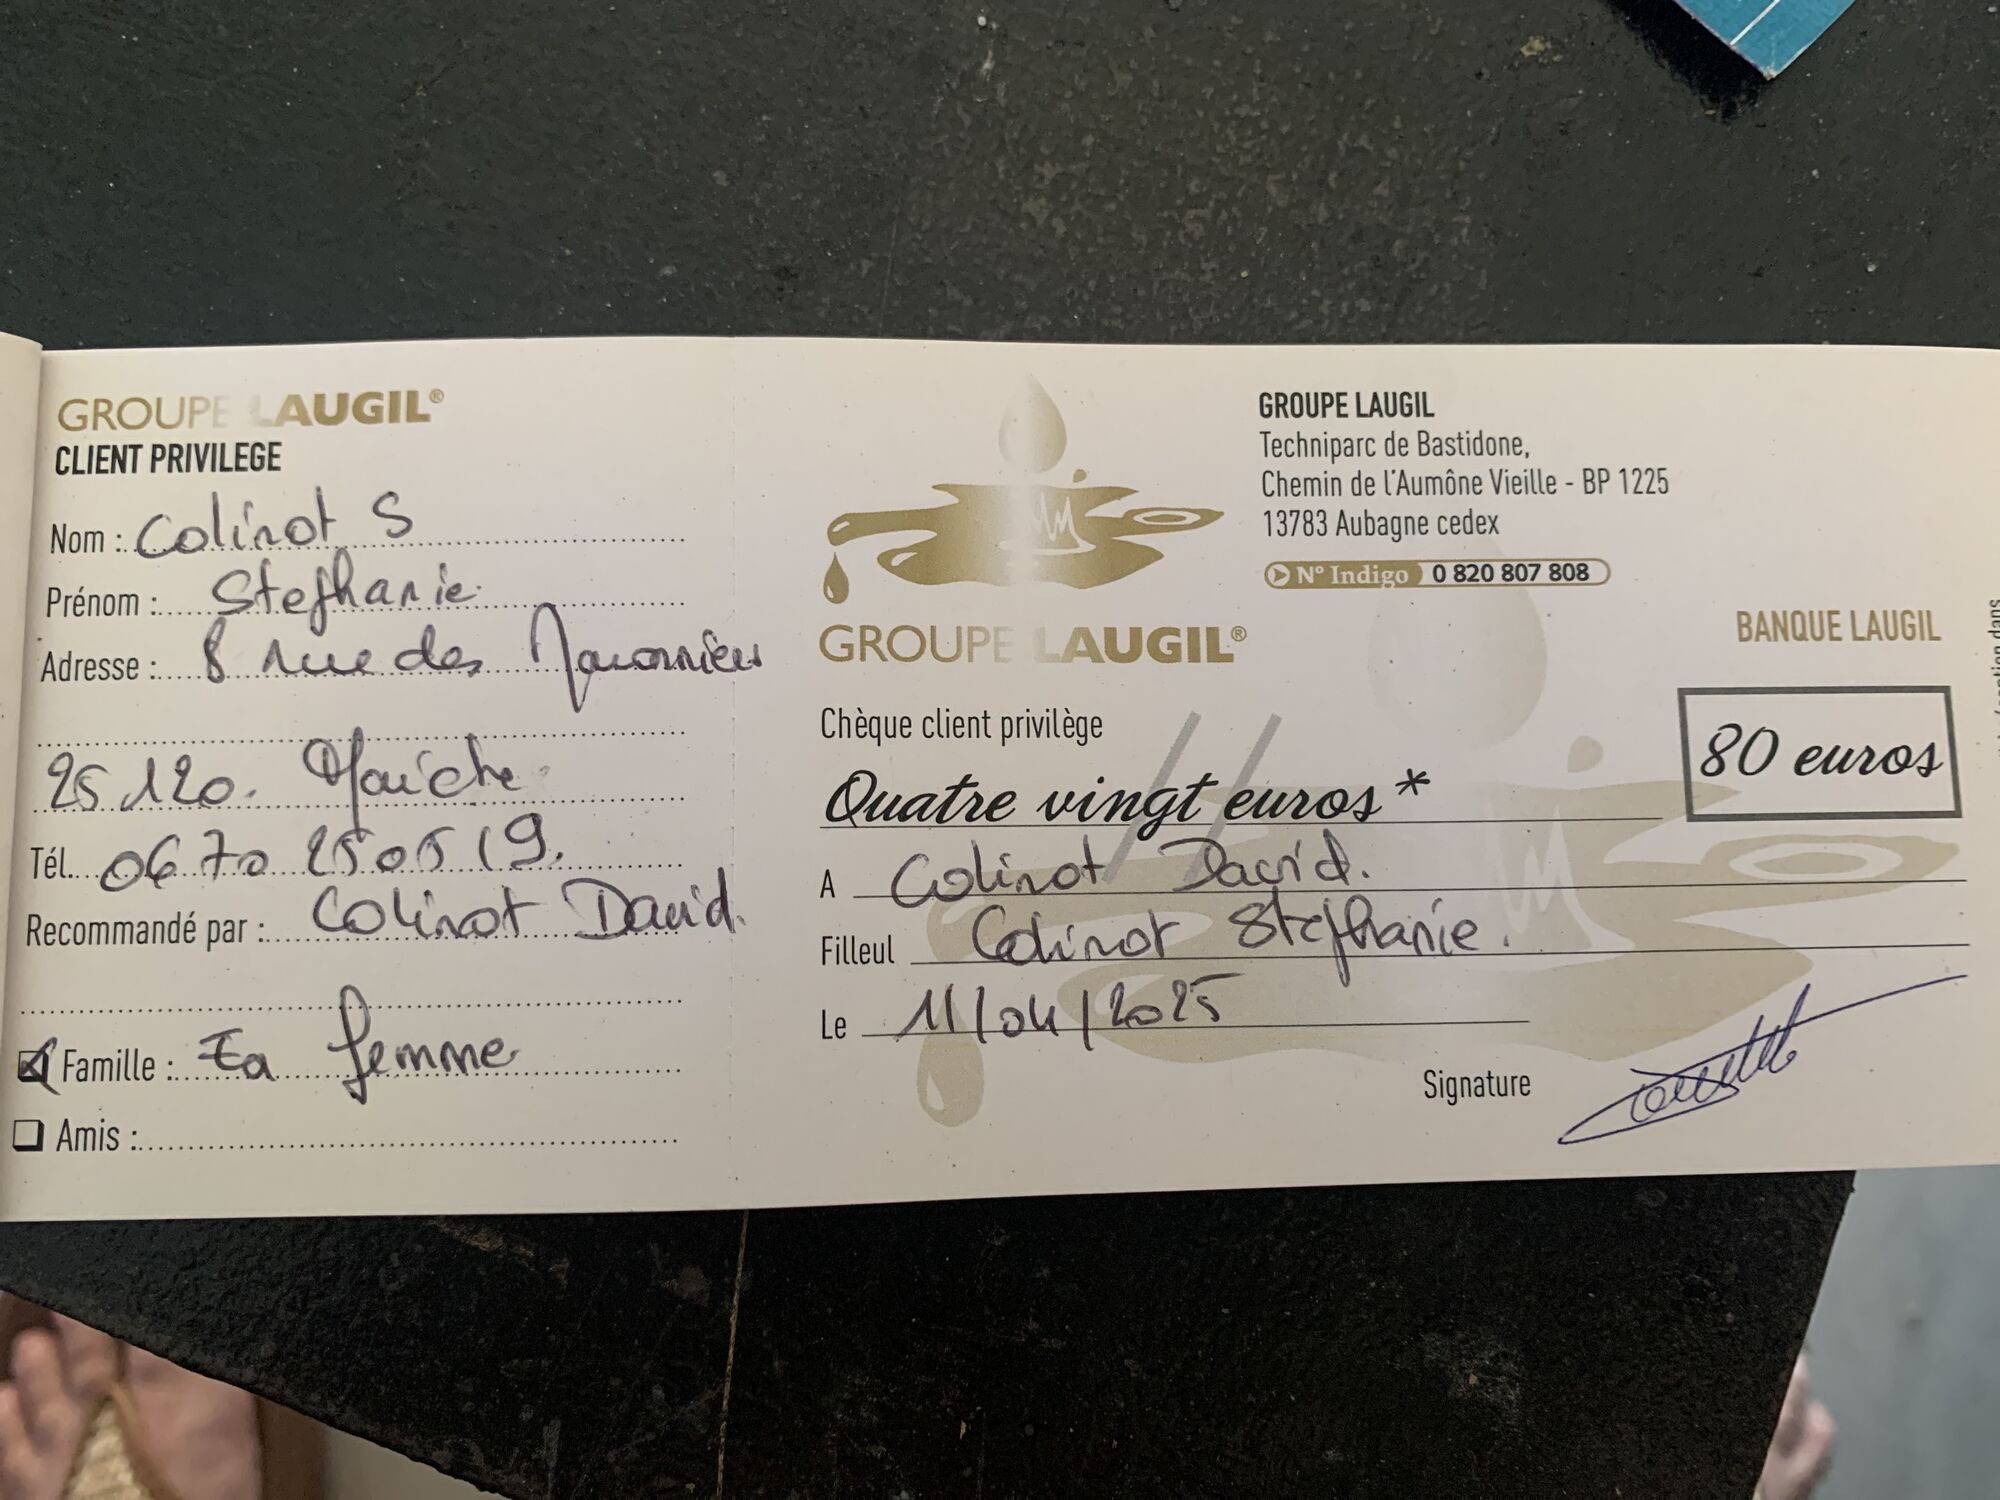 GROUPE LAUGIL®
CLIENT PRIVILEGE
Nom : Colinot S
Prénom : Stephanie
Adresse : 8 rue des
25120. Maiche
Tél. 06 70 25 05 19.
Recommandé par : Colinot David.
Famille : Ta femme
Amis :
GROUPE LAUGIL®
GROUPE LAUGIL
Techniparc de Bastidone,
Chemin de l'Aumône Vieille - BP 1225
13783 Aubagne cedex
N° Indigo 0 820 807 808
BANQUE LAUGIL
Chèque client privilège
80 euros
Quatre vingt euros*
A Colinot David.
Filleul Colinot Stephanie.
Le 11/04/2025
Signature